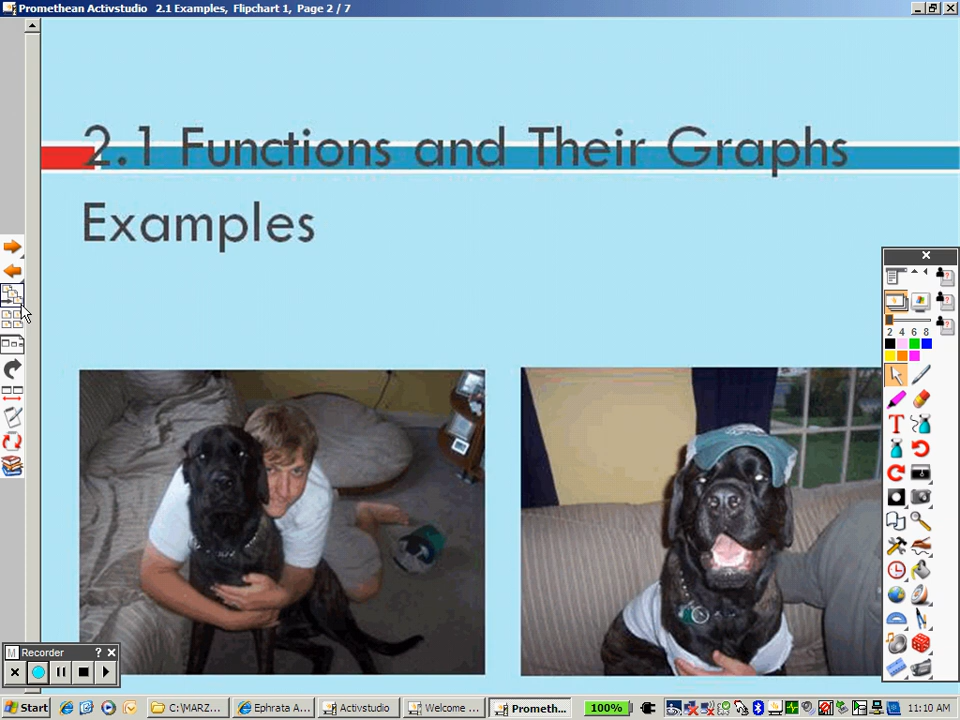 Promethean Activstudio 2.1 Examples, Flipchart 1, Page 2 / 7
2.1 Functions and Their Graphs
Examples
2 4 6 8
T
M Recorder ?
Start
C:\MARZ...
Ephrata A...
Activstudio
Welcome ...
Prometh...
100%
11:10 AM